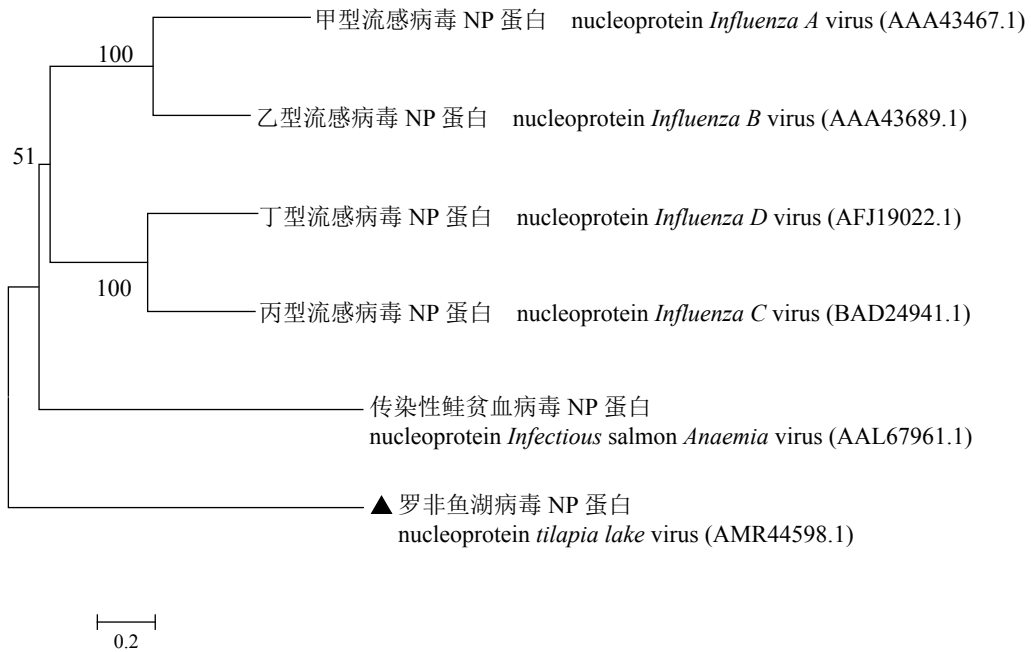 甲型流感病毒 NP 蛋白 nucleoprotein Influenza A virus (AAA43467.1)
100
乙型流感病毒 NP 蛋白 nucleoprotein Influenza B virus (AAA43689.1)
51
丁型流感病毒 NP 蛋白 nucleoprotein Influenza D virus (AFJ19022.1)
100
丙型流感病毒 NP 蛋白 nucleoprotein Influenza C virus (BAD24941.1)
传染性鲑贫血病毒 NP 蛋白
nucleoprotein Infectious salmon Anaemia virus (AAL67961.1)
▲ 罗非鱼湖病毒 NP 蛋白
nucleoprotein tilapia lake virus (AMR44598.1)
0.2